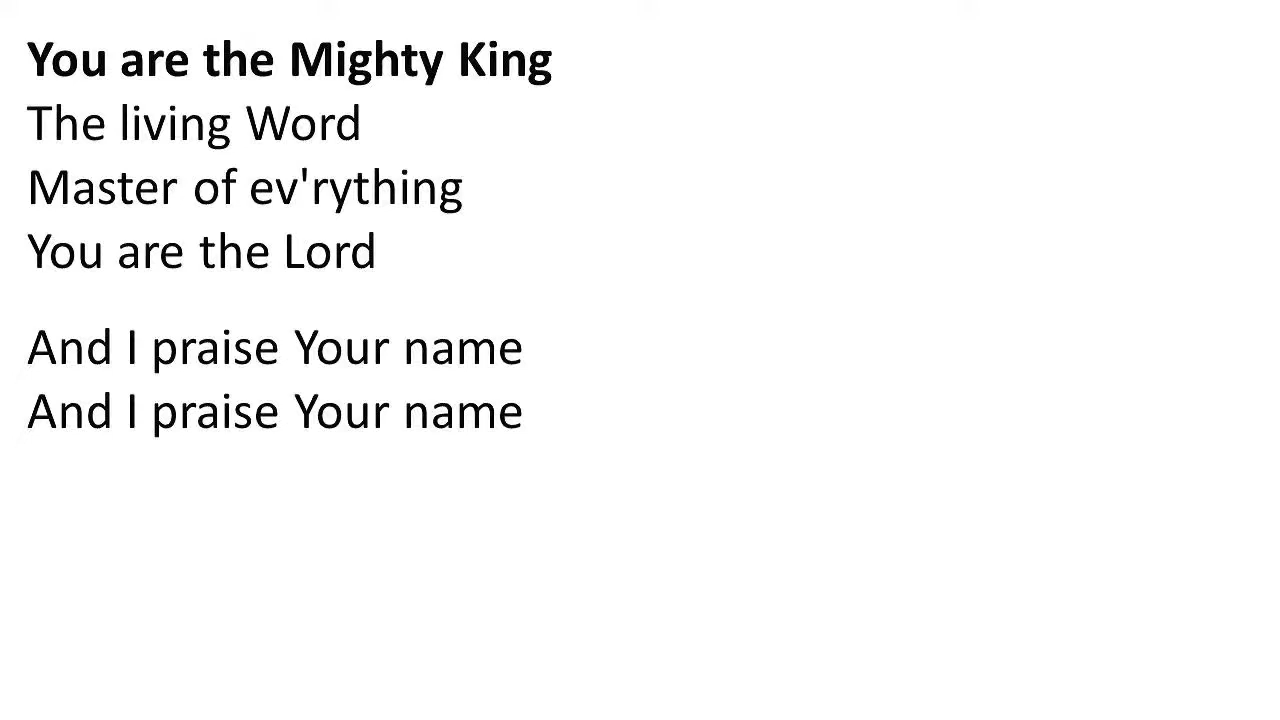 You are the Mighty King
The living Word
Master of ev'rything
You are the Lord
And I praise Your name
And I praise Your name